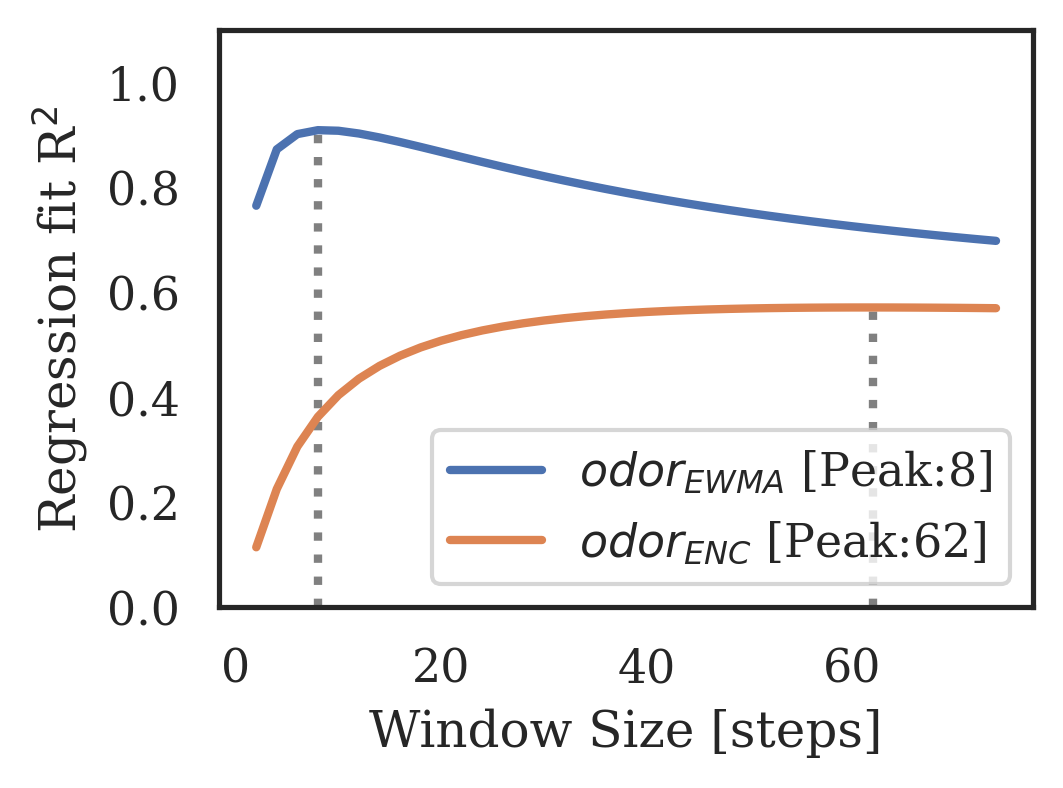 Regression fit R²
1.0
0.8
0.6
0.4
0.2
0.0
odor_EWMA [Peak:8]
odor_ENC [Peak:62]
0 20 40 60
Window Size [steps]